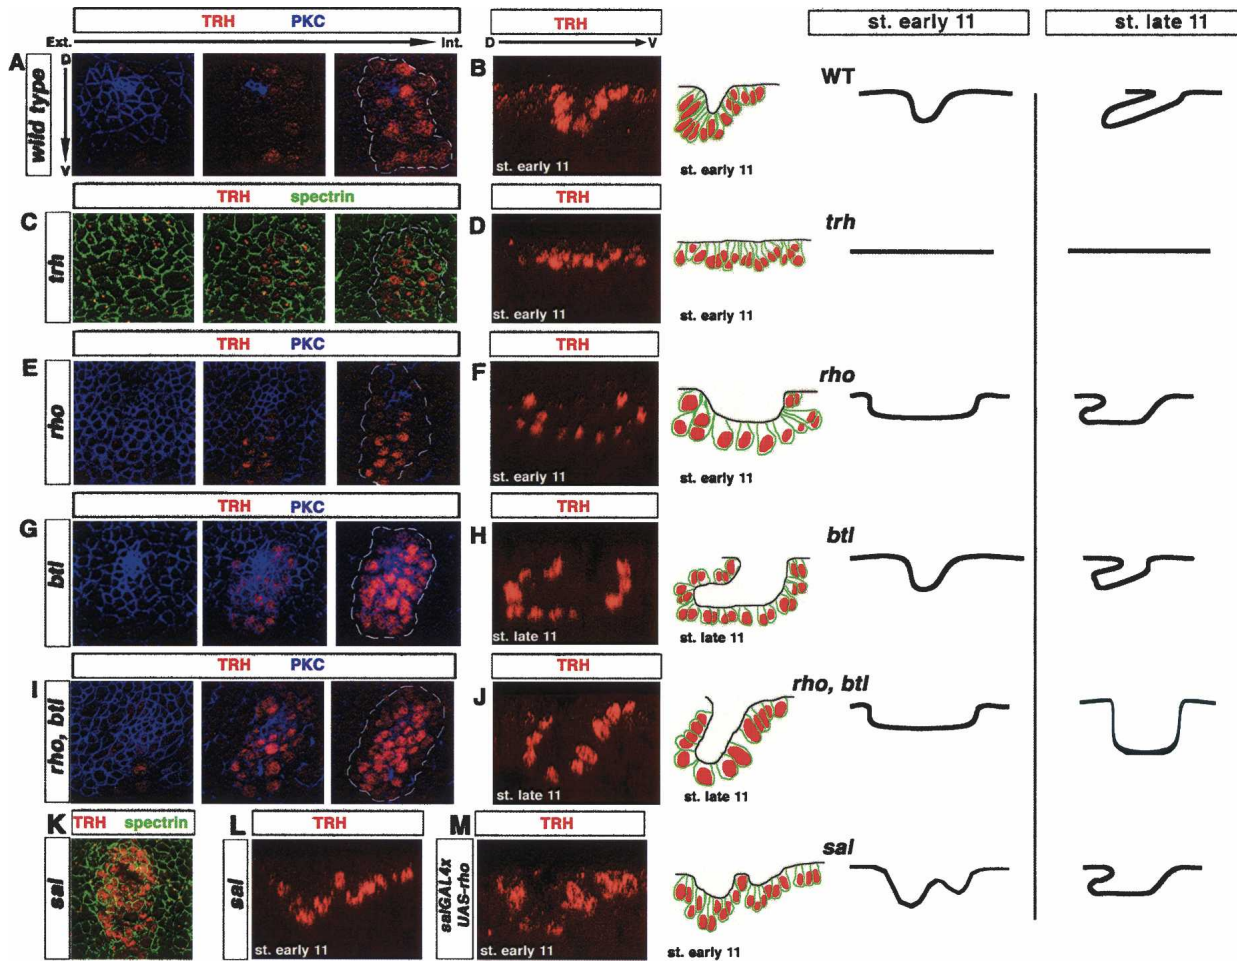 TRH PKC
TRH
st. early 11
st. late 11
Ext. Int.
D V
A
D
V
wild type
B
st. early 11
st. early 11
WT
TRH spectrin
TRH
C
trh
D
st. early 11
st. early 11
trh
TRH PKC
TRH
E
rho
F
st. early 11
st. early 11
rho
TRH PKC
TRH
G
btl
H
st. late 11
st. late 11
btl
TRH PKC
TRH
I
rho, btl
J
st. late 11
st. late 11
rho, btl
K
TRH spectrin
sal
L
TRH
sal
st. early 11
M
TRH
salGAL4x
UAS-rho
st. early 11
st. early 11
sal